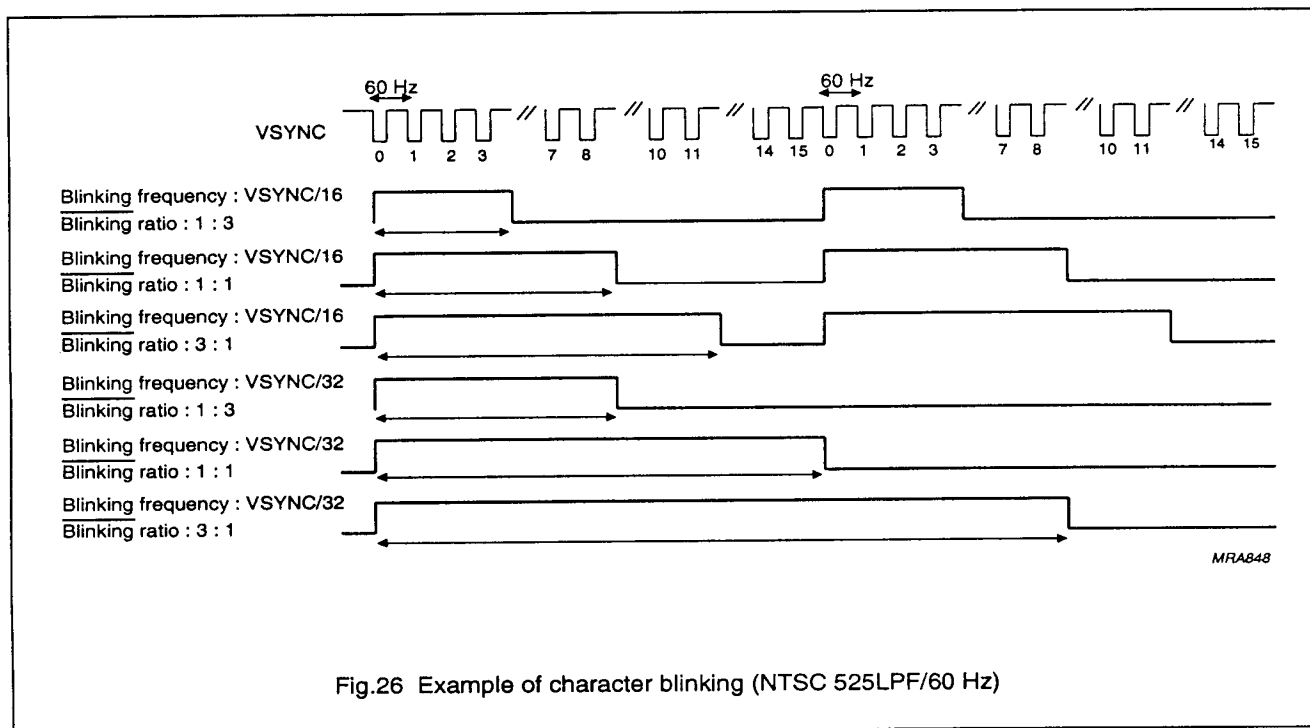 60 Hz 60 Hz
VSYNC
0 1 2 3 7 8 10 11 14 15 0 1 2 3 7 8 10 11 14 15
Blinking frequency : VSYNC/16
Blinking ratio : 1 : 3
Blinking frequency : VSYNC/16
Blinking ratio : 1 : 1
Blinking frequency : VSYNC/16
Blinking ratio : 3 : 1
Blinking frequency : VSYNC/32
Blinking ratio : 1 : 3
Blinking frequency : VSYNC/32
Blinking ratio : 1 : 1
Blinking frequency : VSYNC/32
Blinking ratio : 3 : 1
MRA848
Fig.26 Example of character blinking (NTSC 525LPF/60 Hz)